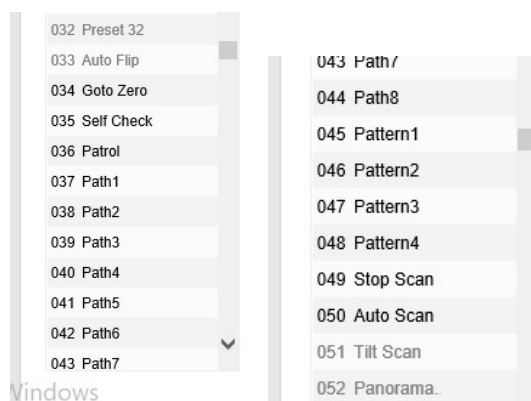 032 Preset 32
033 Auto Flip
034 Goto Zero
035 Self Check
036 Patrol
037 Path1
038 Path2
039 Path3
040 Path4
041 Path5
042 Path6
043 Path7
Windows
043 Path7
044 Path8
045 Pattern1
046 Pattern2
047 Pattern3
048 Pattern4
049 Stop Scan
050 Auto Scan
051 Tilt Scan
052 Panorama..